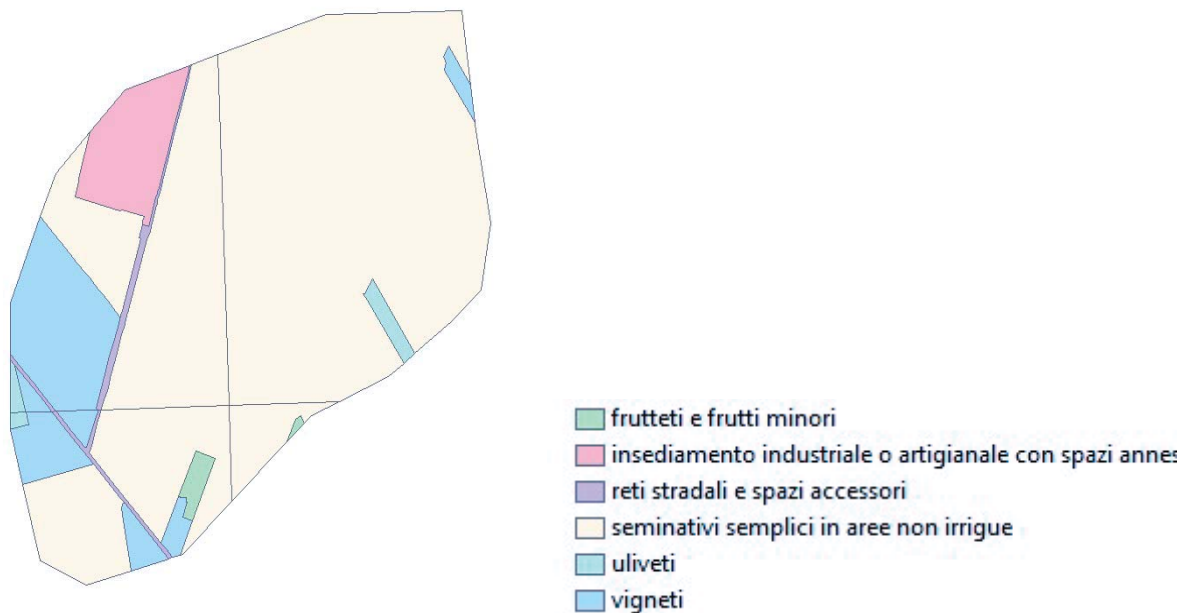 frutteti e frutti minori
insediamento industriale o artigianale con spazi annes
reti stradali e spazi accessori
seminativi semplici in aree non irrigue
uliveti
vigneti